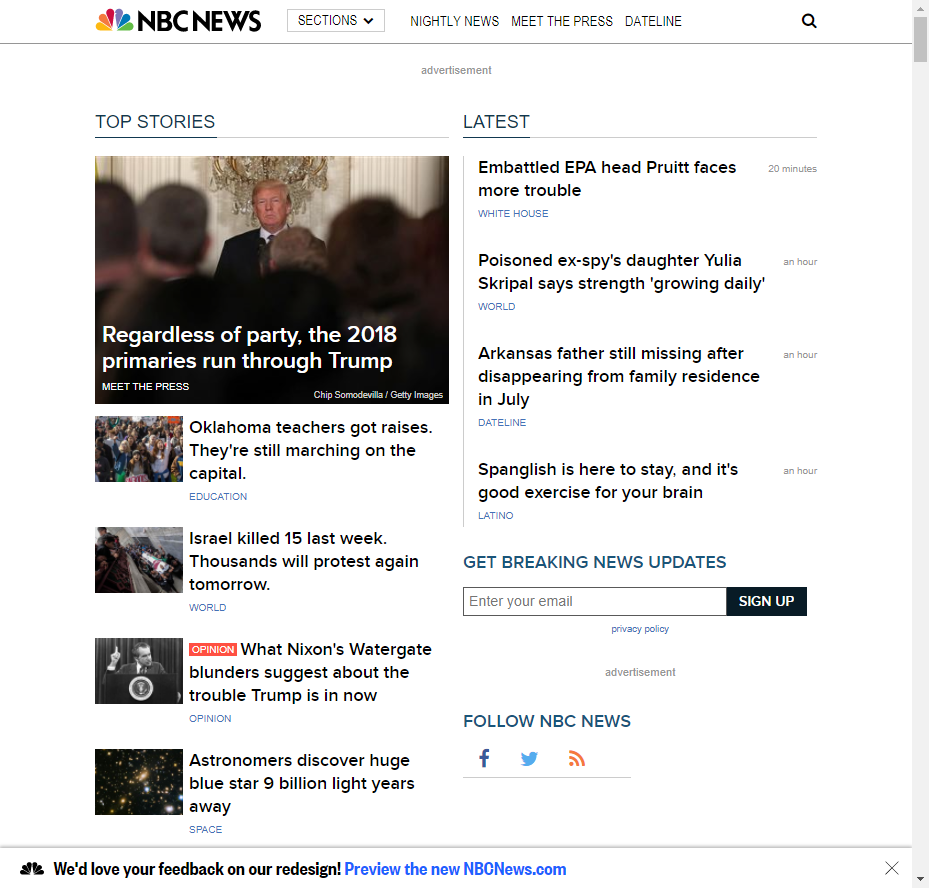 NBC NEWS
SECTIONS
NIGHTLY NEWS MEET THE PRESS DATELINE
advertisement
TOP STORIES
Regardless of party, the 2018
primaries run through Trump
MEET THE PRESS
Chip Somodevilla / Getty Images
Oklahoma teachers got raises.
They're still marching on the
capital.
EDUCATION
Israel killed 15 last week.
Thousands will protest again
tomorrow.
WORLD
OPINION What Nixon's Watergate
blunders suggest about the
trouble Trump is in now
OPINION
Astronomers discover huge
blue star 9 billion light years
away
SPACE
LATEST
Embattled EPA head Pruitt faces
more trouble
20 minutes
WHITE HOUSE
Poisoned ex-spy's daughter Yulia
Skripal says strength 'growing daily'
an hour
WORLD
Arkansas father still missing after
disappearing from family residence
in July
an hour
DATELINE
Spanglish is here to stay, and it's
good exercise for your brain
an hour
LATINO
GET BREAKING NEWS UPDATES
Enter your email
SIGN UP
privacy policy
advertisement
FOLLOW NBC NEWS
We'd love your feedback on our redesign! Preview the new NBCNews.com